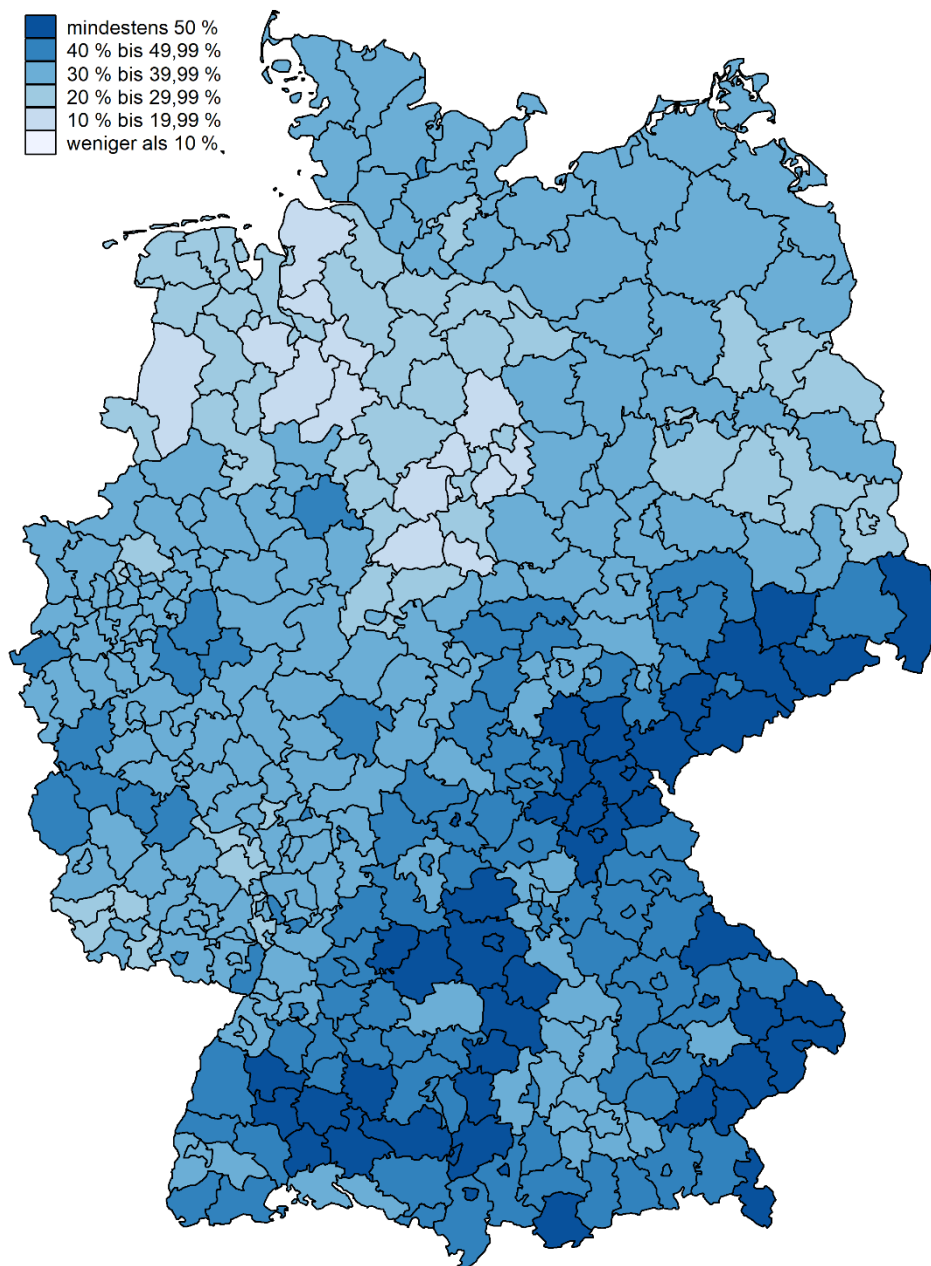 mindestens 50 %
40 % bis 49,99 %
30 % bis 39,99 %
20 % bis 29,99 %
10 % bis 19,99 %
weniger als 10 %